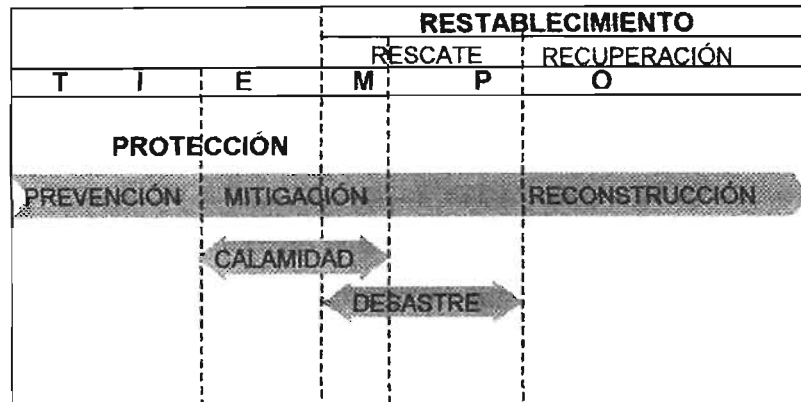 RESTABLECIMIENTO
RESCATE RECUPERACIÓN
T I E M P O
PROTECCIÓN
PREVENCIÓN MITIGACIÓN RECONSTRUCCIÓN
CALAMIDAD
DESASTRE